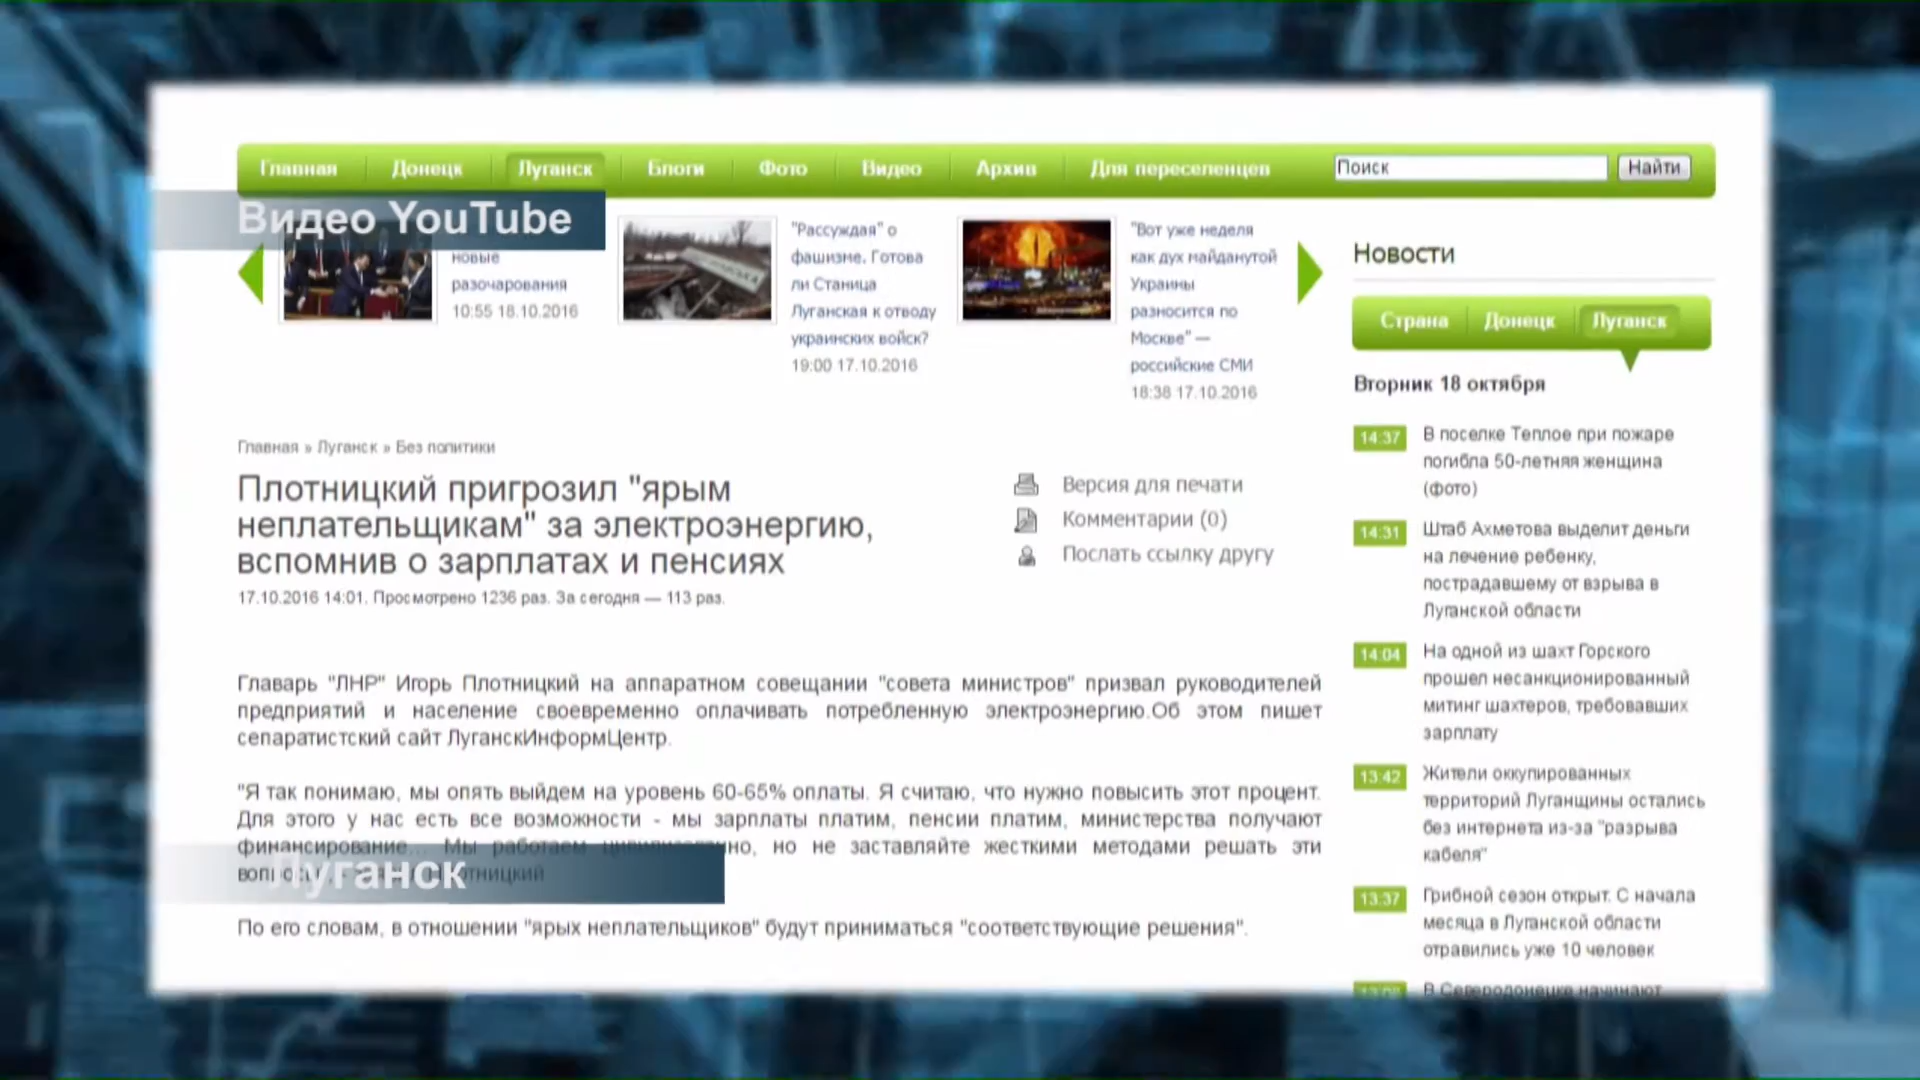 Главная Донецк Луганск Блоги Фото Видео Архив Для переселенцев Поиск Найти
Видео YouTube
новые
разочарования
10:55 18.10.2016
"Рассуждая" о
фашизме. Готова
ли Станица
Луганская к отводу
украинских войск?
19:00 17.10.2016
"Вот уже неделя
как дух майданутой
Украины
разносится по
Москве" —
российские СМИ
18:38 17.10.2016
Главная » Луганск » Без политики
Плотницкий пригрозил "ярым
неплательщикам" за электроэнергию,
вспомнив о зарплатах и пенсиях
17.10.2016 14:01. Просмотрено 1236 раз. За сегодня — 113 раз.
Версия для печати
Комментарии (0)
Послать ссылку другу
Главарь "ЛНР" Игорь Плотницкий на аппаратном совещании "совета министров" призвал руководителей
предприятий и население своевременно оплачивать потребленную электроэнергию.Об этом пишет
сепаратистский сайт ЛуганскИнформЦентр.
"Я так понимаю, мы опять выйдем на уровень 60-65% оплаты. Я считаю, что нужно повысить этот процент.
Для этого у нас есть все возможности - мы зарплаты платим, пенсии платим, министерства получают
финансирование... Мы работаем цивилизованно, но не заставляйте жесткими методами решать эти
Луганск
По его словам, в отношении "ярых неплательщиков" будут приниматься "соответствующие решения".
Новости
Страна Донецк Луганск
Вторник 18 октября
14:37 В поселке Теплое при пожаре
погибла 50-летняя женщина
(фото)
14:31 Штаб Ахметова выделит деньги
на лечение ребенку,
пострадавшему от взрыва в
Луганской области
14:04 На одной из шахт Горского
прошел несанкционированный
митинг шахтеров, требовавших
зарплату
13:42 Жители оккупированных
территорий Луганщины остались
без интернета из-за "разрыва
кабеля"
13:37 Грибной сезон открыт. С начала
месяца в Луганской области
отравились уже 10 человек
В Северодонецке начинают